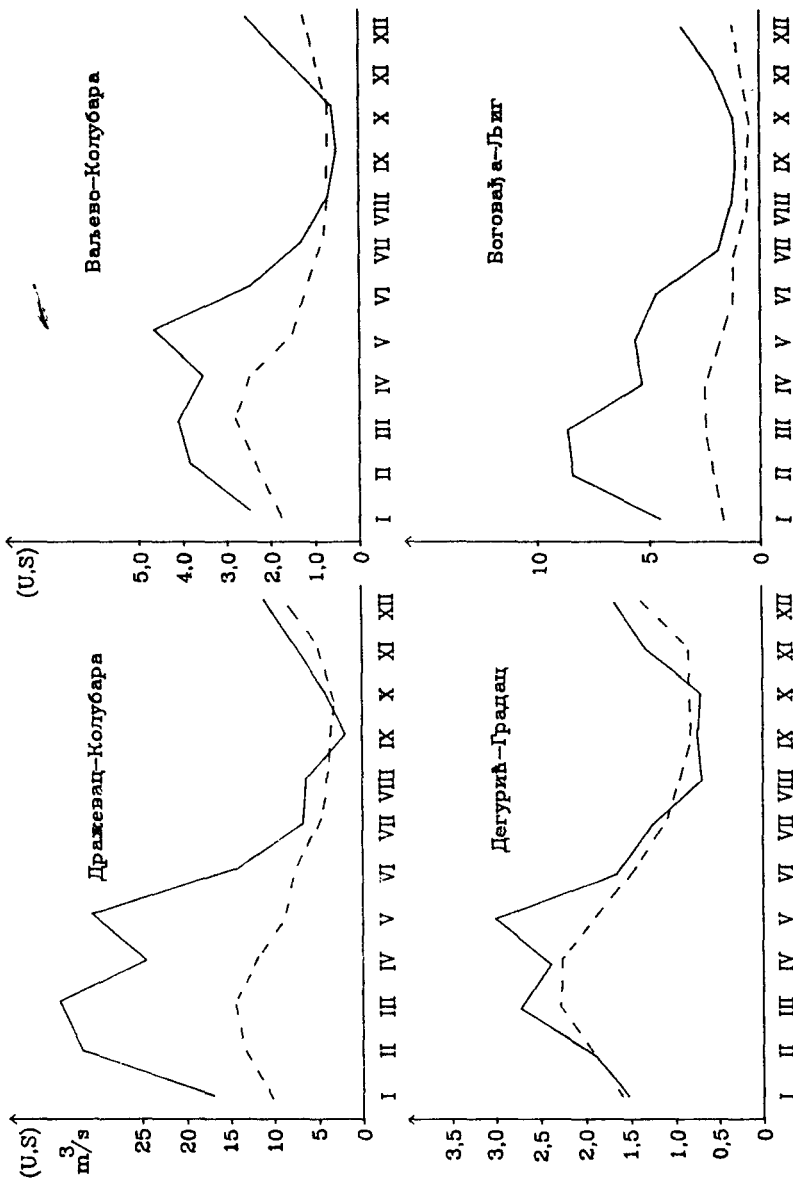 (U,S)
m³/s
25
20
15
10
5
0
Дражевац–Колубара
I II III IV V VI VII VIII IX X XI XII
(U,S)
5,0
4,0
3,0
2,0
1,0
0
Ваљево–Колубара
I II III IV V VI VII VIII IX X XI XII
3,5
3,0
2,5
2,0
1,5
1,0
0,5
0
Дегурић–Градац
I II III IV V VI VII VIII IX X XI XII
10
5
0
Воговађа–Љиг
I II III IV V VI VII VIII IX X XI XII